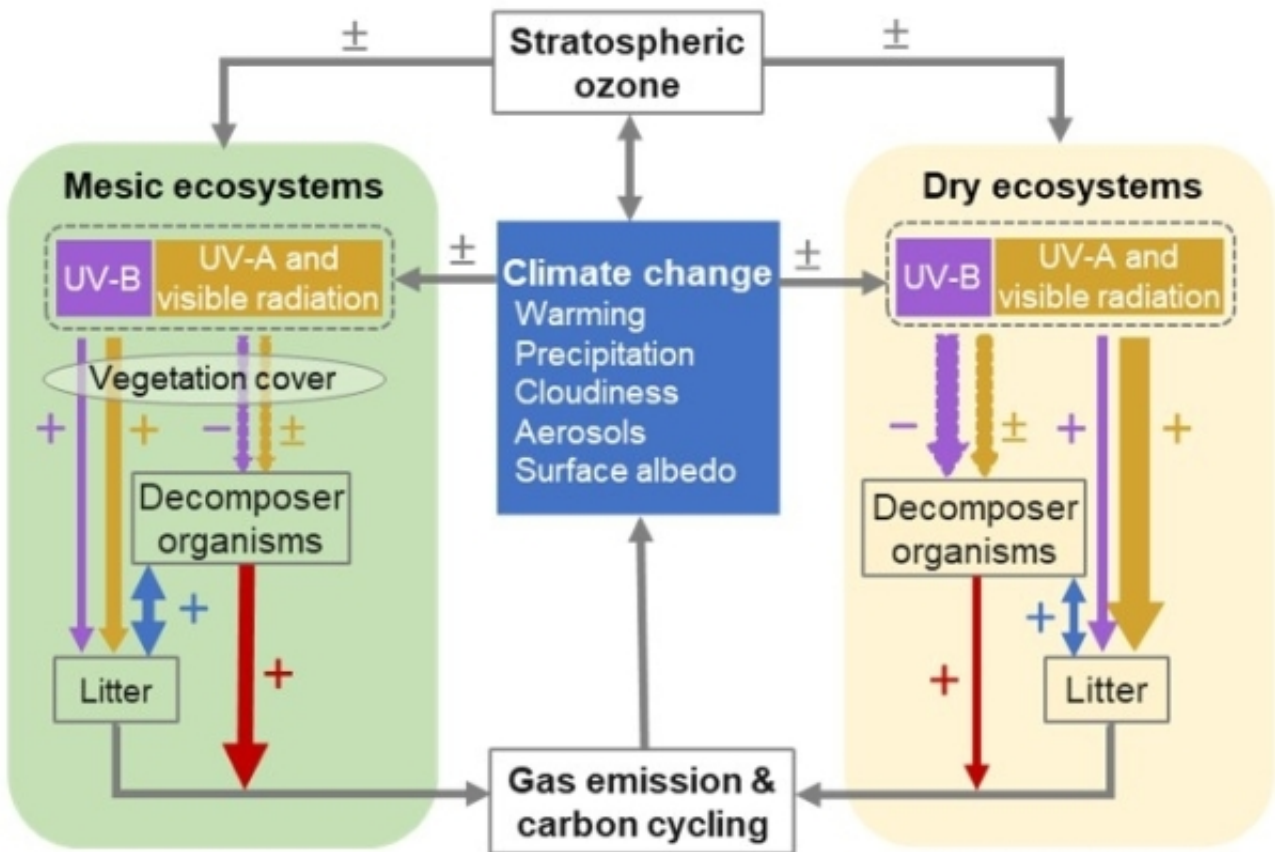 ±
Stratospheric
ozone
±
Mesic ecosystems
Dry ecosystems
UV-B
UV-A and
visible radiation
±
Climate change
Warming
Precipitation
Cloudiness
Aerosols
Surface albedo
±
UV-B
UV-A and
visible radiation
Vegetation cover
+
+
−
±
−
±
+
+
Decomposer
organisms
Decomposer
organisms
+
+
+
+
Litter
Litter
Gas emission &
carbon cycling